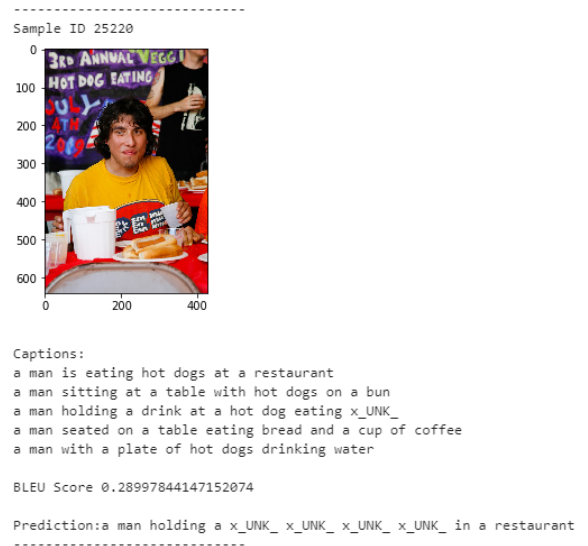 -----------------------------
Sample ID 25220
0
100
200
300
400
500
600
3RD ANNUAL VEGG
HOT DOG EATING
JULY
4TH
2009
0 200 400
Captions:
a man is eating hot dogs at a restaurant
a man sitting at a table with hot dogs on a bun
a man holding a drink at a hot dog eating x_UNK_
a man seated on a table eating bread and a cup of coffee
a man with a plate of hot dogs drinking water
BLEU Score 0.28997844147152074
Prediction:a man holding a x_UNK_ x_UNK_ x_UNK_ x_UNK_ in a restaurant
-----------------------------